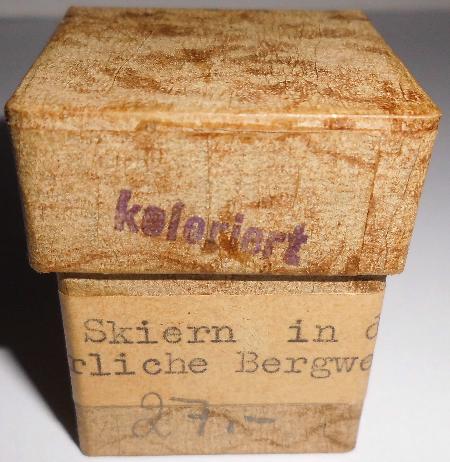 koloriert
Skiern in d
rliche Bergwe
27.-